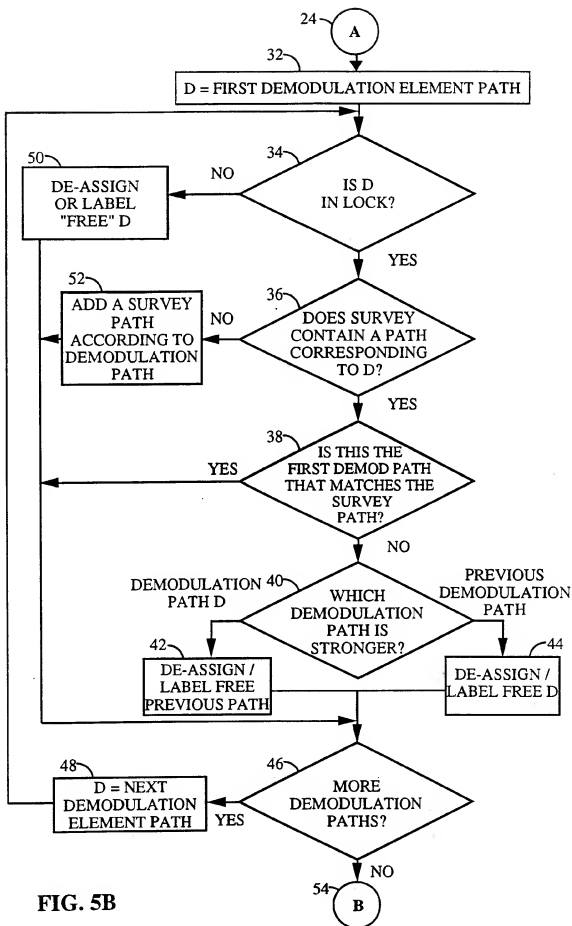 24
A
32
D = FIRST DEMODULATION ELEMENT PATH
50
34
NO
DE-ASSIGN
OR LABEL
"FREE" D
IS D
IN LOCK?
YES
52
36
ADD A SURVEY
PATH
ACCORDING TO
DEMODULATION
PATH
NO
DOES SURVEY
CONTAIN A PATH
CORRESPONDING
TO D?
YES
38
YES
IS THIS THE
FIRST DEMOD PATH
THAT MATCHES THE
SURVEY
PATH?
NO
DEMODULATION
PATH D
40
PREVIOUS
DEMODULATION
PATH
WHICH
DEMODULATION
PATH IS
STRONGER?
42
DE-ASSIGN /
LABEL FREE
PREVIOUS PATH
44
DE-ASSIGN /
LABEL FREE D
48
D = NEXT
DEMODULATION
ELEMENT PATH
46
YES
MORE
DEMODULATION
PATHS?
NO
54
B
FIG. 5B